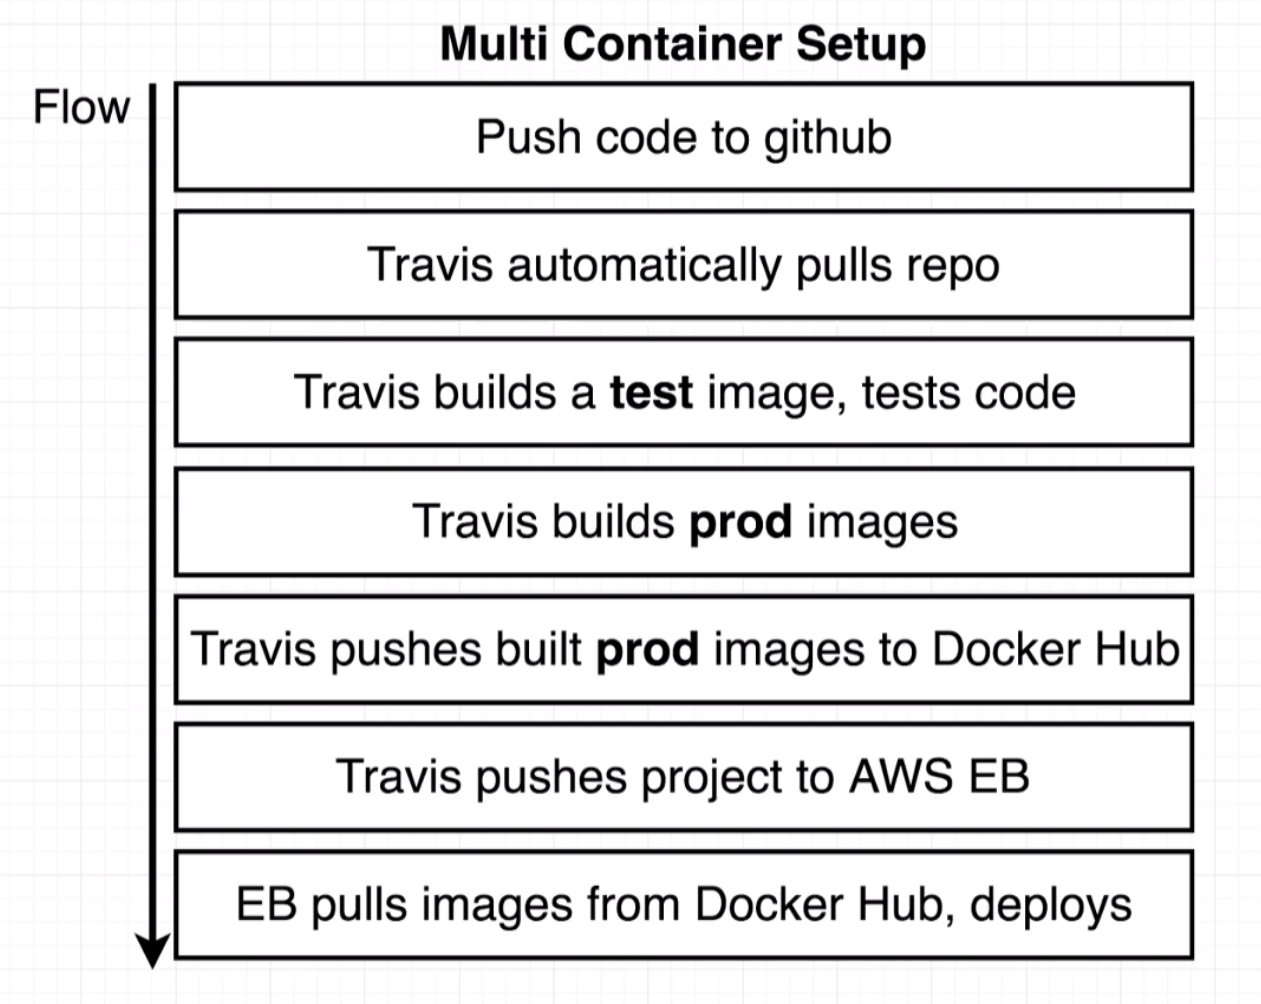 Multi Container Setup
Flow
Push code to github
Travis automatically pulls repo
Travis builds a test image, tests code
Travis builds prod images
Travis pushes built prod images to Docker Hub
Travis pushes project to AWS EB
EB pulls images from Docker Hub, deploys